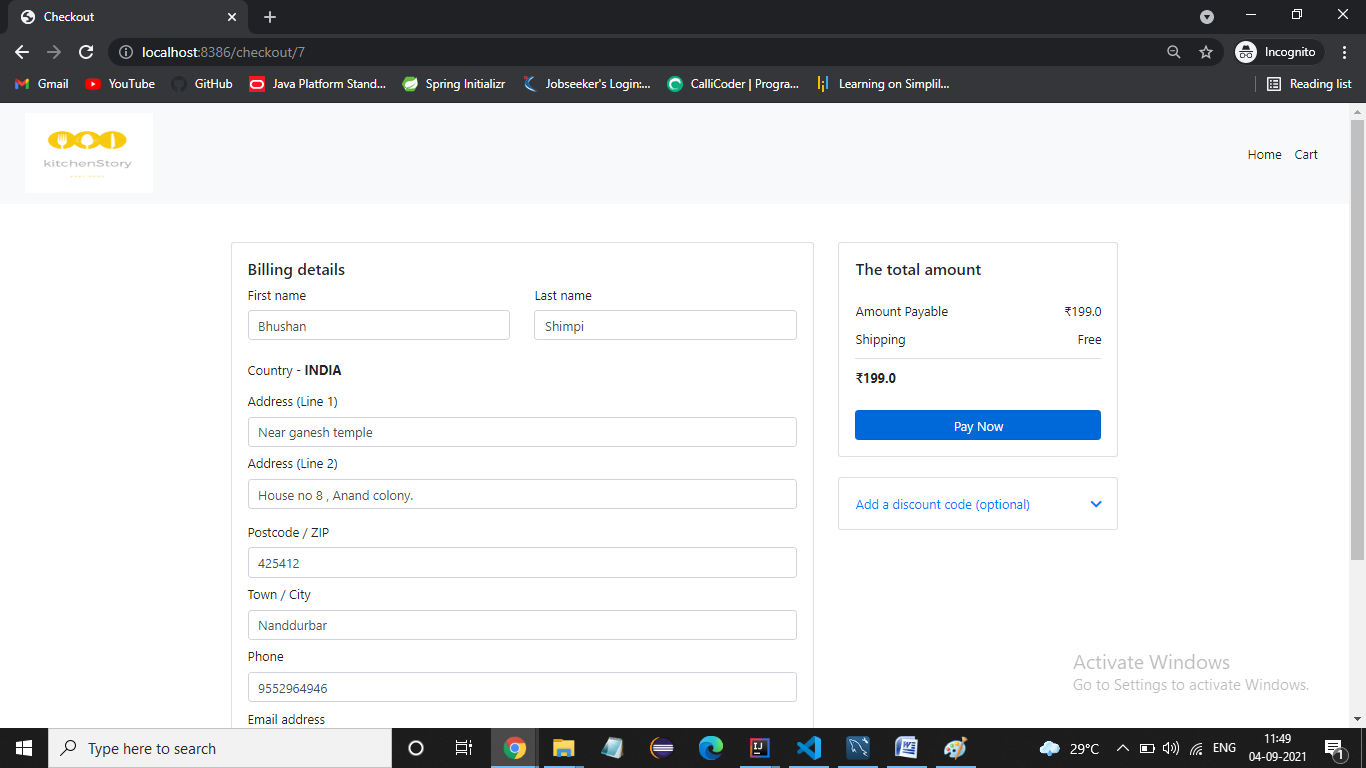 Checkout
localhost:8386/checkout/7
Incognito
Gmail YouTube GitHub Java Platform Stand... Spring Initializr Jobseeker's Login:... CalliCoder | Progra... Learning on Simplil... Reading list
kitchenStory
Home Cart
Billing details
First name Last name
Bhushan Shimpi
Country - INDIA
Address (Line 1)
Near ganesh temple
Address (Line 2)
House no 8 , Anand colony.
Postcode / ZIP
425412
Town / City
Nanddurbar
Phone
9552964946
Email address
The total amount
Amount Payable ₹199.0
Shipping Free
₹199.0
Pay Now
Add a discount code (optional)
Activate Windows
Go to Settings to activate Windows.
Type here to search
29°C ENG 11:49
04-09-2021
1